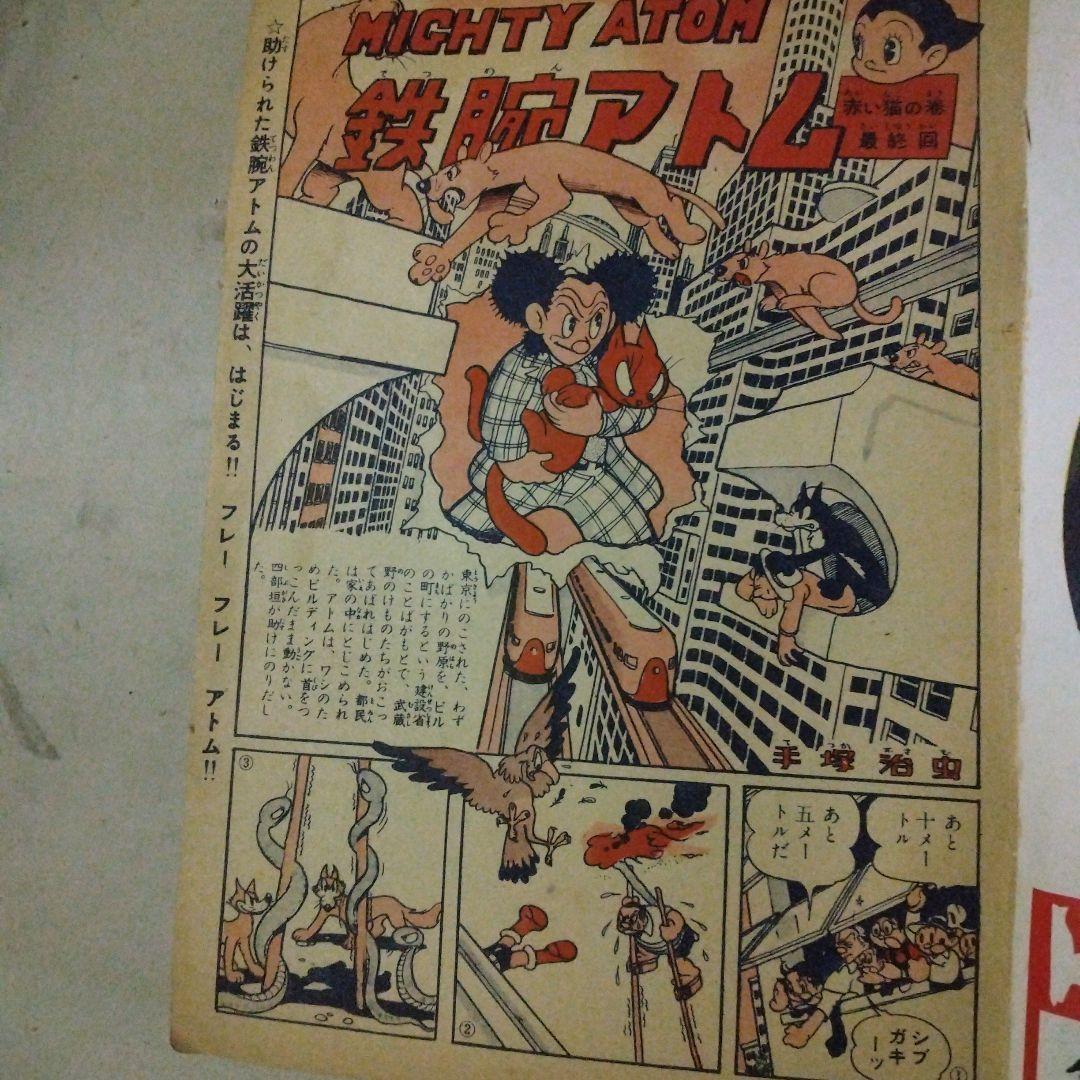 MIGHTY ATOM
鉄腕アトム
赤い猫の巻
最終回
☆助けられた鉄腕アトムの大活躍は、はじまる!! フレー フレー アトム!!
東京にのこされた、わず
かばかりの野原を、ビル
の町にするという建設省
のことばがもとで、武蔵
野のけものたちがおこっ
てあばれはじめた。都民
は家の中にとじこめられ
た。アトムは、ワシのた
めビルディングに首をつ
っこんだまま動かない。
四部垣が助けにのりだし
た。
手塚治虫
あと
十メー
トル
あと
五メー
トルだ
シブ
ガキ
ーッ
①
②
③